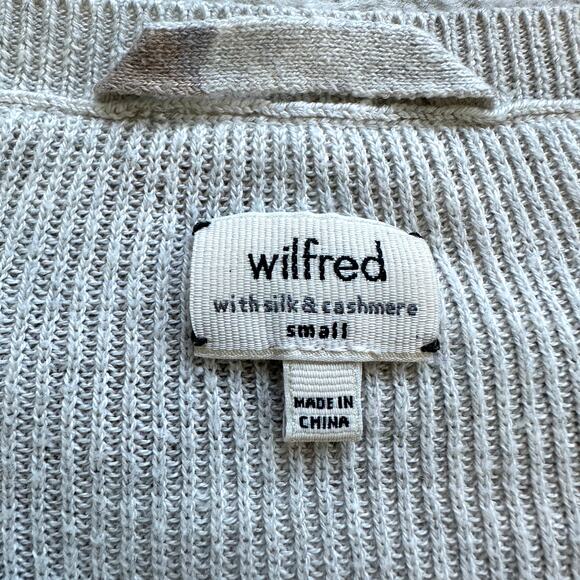 wilfred
with silk & cashmere
small
MADE IN
CHINA